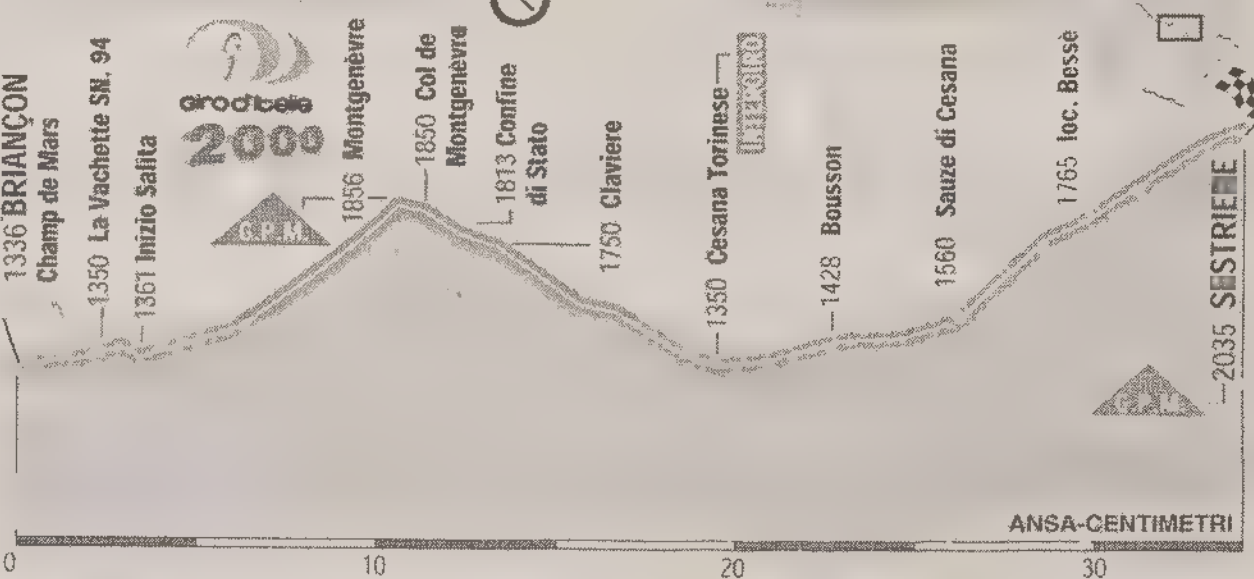 1336 BRIANÇON
Champ de Mars
1350 La Vachette SN. 94
1361 Inizio Salita
giro d'italia
2000
G.P.M
1856 Montgenèvre
1850 Col de
Montgenèvre
1813 Confine
di Stato
1760 Claviere
1350 Cesana Torinese
INTERGIRO
1428 Bousson
1560 Sauze di Cesana
1765 loc. Bessè
G.P.M
2035 SESTRIERE
ANSA-CENTIMETRI
0
10
20
30